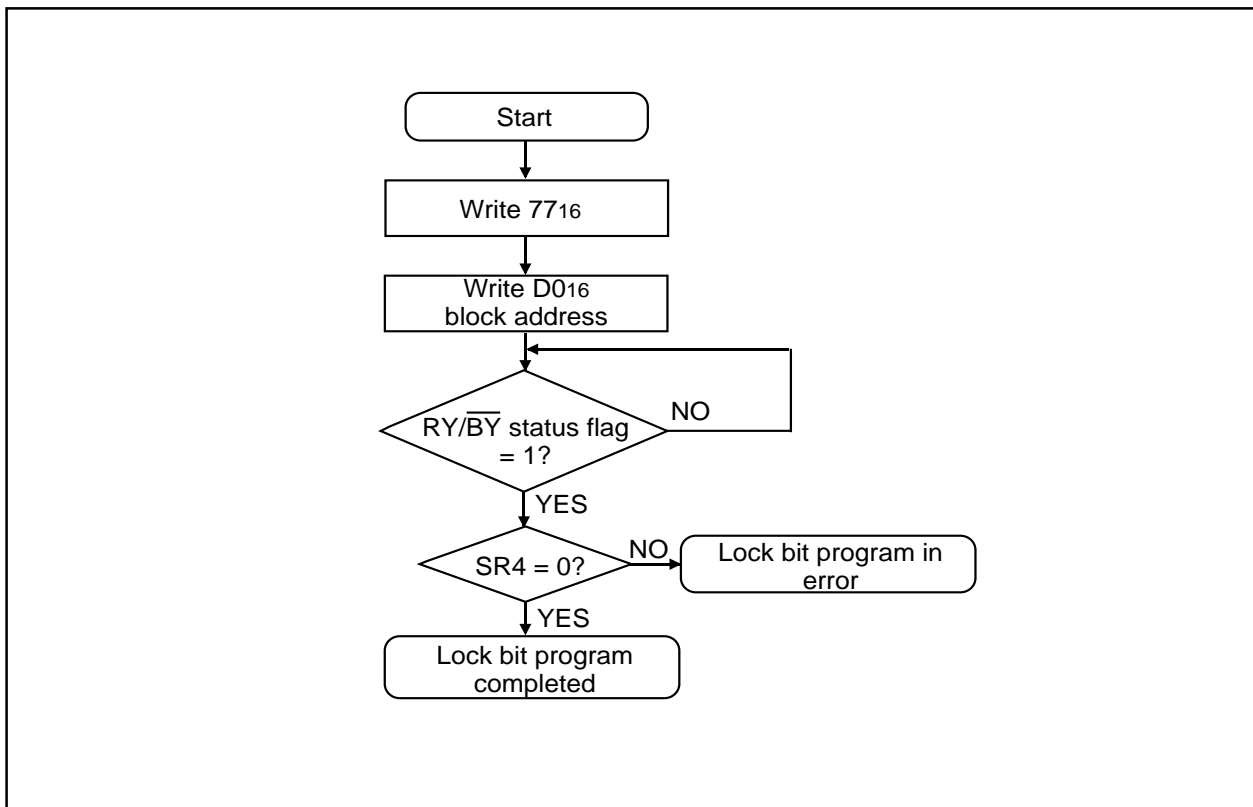 Start
Write 7716
Write D016
block address
RY/B̅Y̅ status flag
= 1?
NO
YES
SR4 = 0?
NO
Lock bit program in
error
YES
Lock bit program
completed